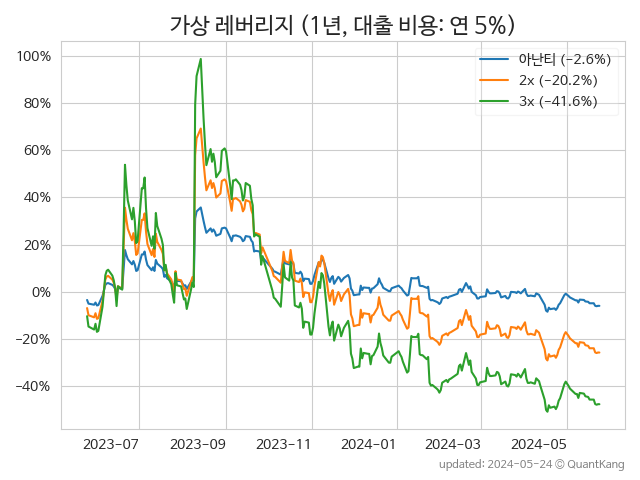 가상 레버리지 (1년, 대출 비용: 연 5%)
아난티 (−2.6%)
2x (−20.2%)
3x (−41.6%)
100%
80%
60%
40%
20%
0%
−20%
−40%
2023-07
2023-09
2023-11
2024-01
2024-03
2024-05
updated: 2024-05-24 © QuantKang